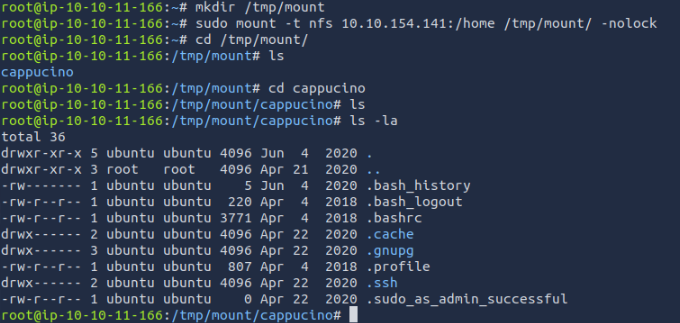 root@ip-10-10-11-166:~# mkdir /tmp/mount
root@ip-10-10-11-166:~# sudo mount -t nfs 10.10.154.141:/home /tmp/mount/ -nolock
root@ip-10-10-11-166:~# cd /tmp/mount/
root@ip-10-10-11-166:/tmp/mount# ls
cappucino
root@ip-10-10-11-166:/tmp/mount# cd cappucino
root@ip-10-10-11-166:/tmp/mount/cappucino# ls
root@ip-10-10-11-166:/tmp/mount/cappucino# ls -la
total 36
drwxr-xr-x 5 ubuntu ubuntu 4096 Jun  4  2020 .
drwxr-xr-x 3 root   root   4096 Apr 21  2020 ..
-rw------- 1 ubuntu ubuntu    5 Jun  4  2020 .bash_history
-rw-r--r-- 1 ubuntu ubuntu  220 Apr  4  2018 .bash_logout
-rw-r--r-- 1 ubuntu ubuntu 3771 Apr  4  2018 .bashrc
drwx------ 2 ubuntu ubuntu 4096 Apr 22  2020 .cache
drwx------ 3 ubuntu ubuntu 4096 Apr 22  2020 .gnupg
-rw-r--r-- 1 ubuntu ubuntu  807 Apr  4  2018 .profile
drwx------ 2 ubuntu ubuntu 4096 Apr 22  2020 .ssh
-rw-r--r-- 1 ubuntu ubuntu    0 Apr 22  2020 .sudo_as_admin_successful
root@ip-10-10-11-166:/tmp/mount/cappucino#